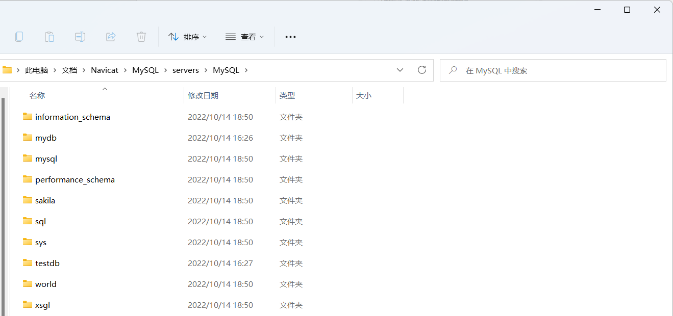 排序
查看
此电脑 > 文档 > Navicat > MySQL > servers > MySQL >
在 MySQL 中搜索
名称 修改日期 类型 大小
information_schema 2022/10/14 18:50 文件夹
mydb 2022/10/14 16:26 文件夹
mysql 2022/10/14 18:50 文件夹
performance_schema 2022/10/14 18:50 文件夹
sakila 2022/10/14 18:50 文件夹
sql 2022/10/14 18:50 文件夹
sys 2022/10/14 18:50 文件夹
testdb 2022/10/14 16:27 文件夹
world 2022/10/14 18:50 文件夹
xsgl 2022/10/14 18:50 文件夹